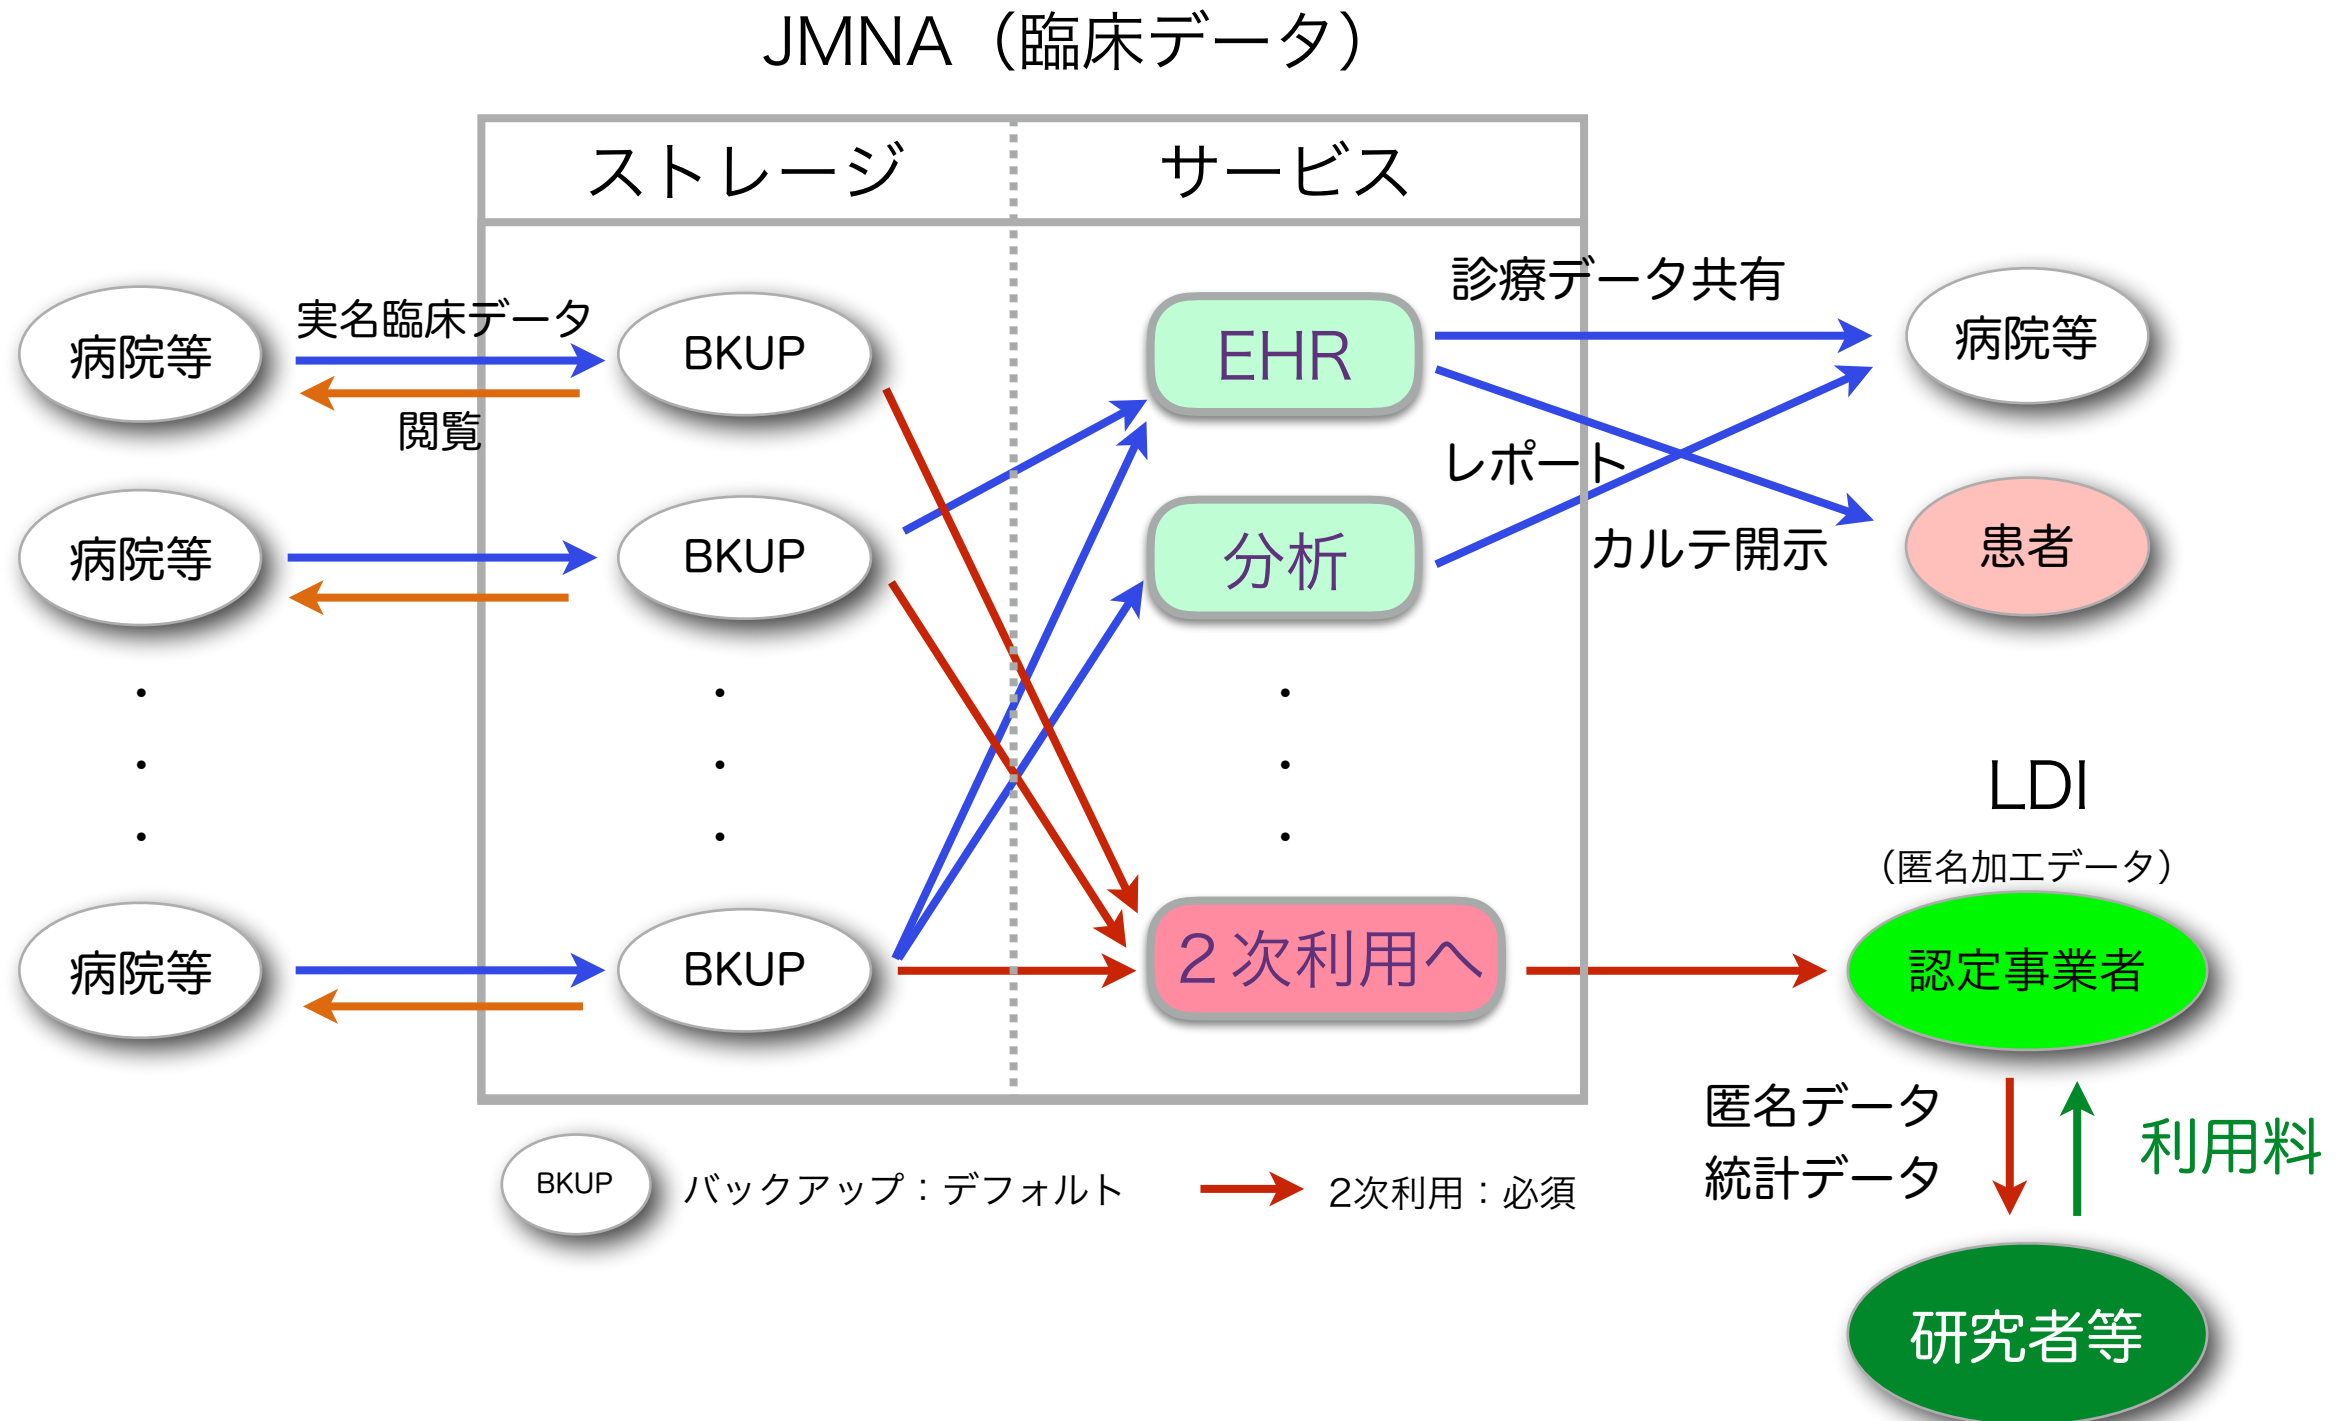 JMNA（臨床データ）
ストレージ
サービス
病院等
実名臨床データ
閲覧
BKUP
EHR
診療データ共有
病院等
病院等
BKUP
分析
レポート
カルテ開示
患者
・
・
・
・
・
・
・
・
・
LDI
（匿名加工データ）
病院等
BKUP
２次利用へ
認定事業者
匿名データ
統計データ
利用料
BKUP
バックアップ：デフォルト
2次利用：必須
研究者等